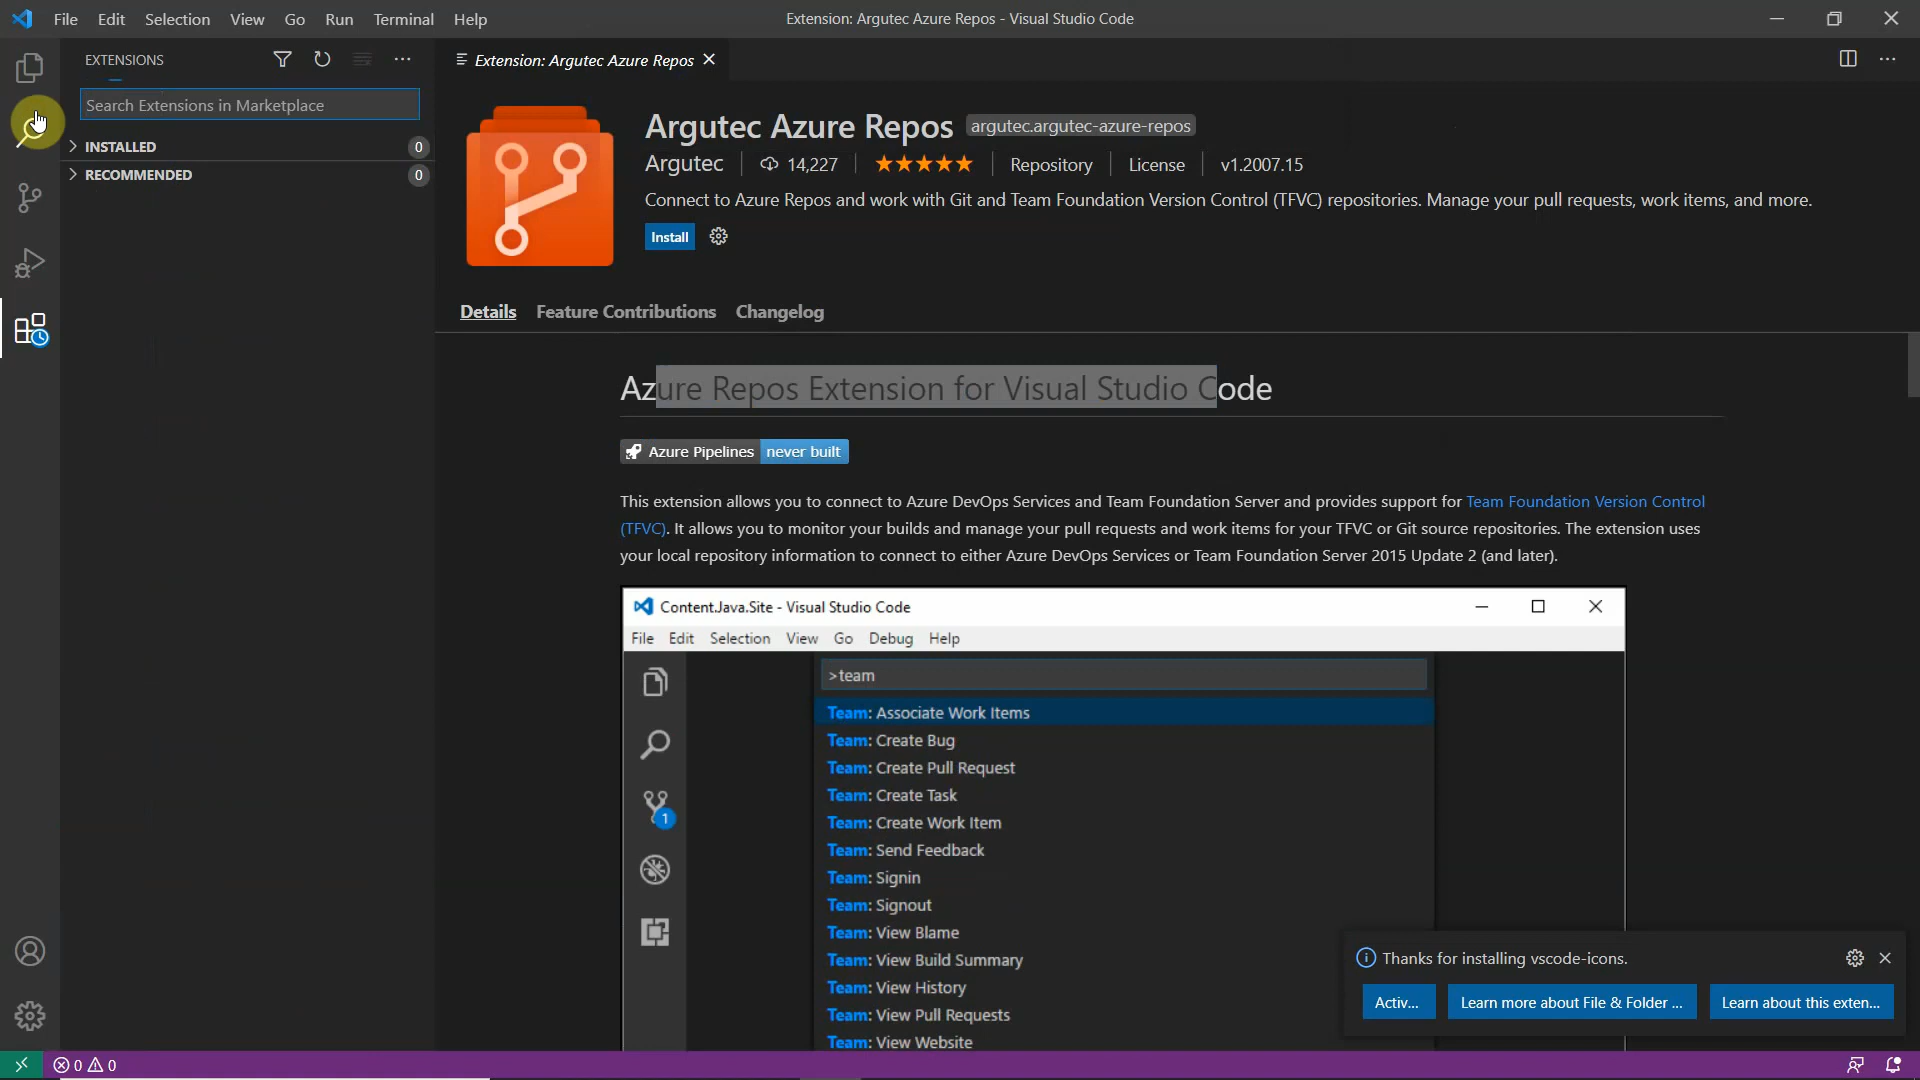 File Edit Selection View Go Run Terminal Help
Extension: Argutec Azure Repos - Visual Studio Code
EXTENSIONS
Search Extensions in Marketplace
INSTALLED 0
RECOMMENDED 0
Extension: Argutec Azure Repos
Argutec Azure Repos argutec.argutec-azure-repos
Argutec 14,227 Repository License v1.2007.15
Connect to Azure Repos and work with Git and Team Foundation Version Control (TFVC) repositories. Manage your pull requests, work items, and more.
Install
Details Feature Contributions Changelog
Azure Repos Extension for Visual Studio Code
Azure Pipelines never built
This extension allows you to connect to Azure DevOps Services and Team Foundation Server and provides support for Team Foundation Version Control
(TFVC). It allows you to monitor your builds and manage your pull requests and work items for your TFVC or Git source repositories. The extension uses
your local repository information to connect to either Azure DevOps Services or Team Foundation Server 2015 Update 2 (and later).
Content.Java.Site - Visual Studio Code
File Edit Selection View Go Debug Help
>team
Team: Associate Work Items
Team: Create Bug
Team: Create Pull Request
Team: Create Task
Team: Create Work Item
Team: Send Feedback
Team: Signin
Team: Signout
Team: View Blame
Team: View Build Summary
Team: View History
Team: View Pull Requests
Team: View Website
1
Thanks for installing vscode-icons.
Activ... Learn more about File & Folder ... Learn about this exten...
0 0